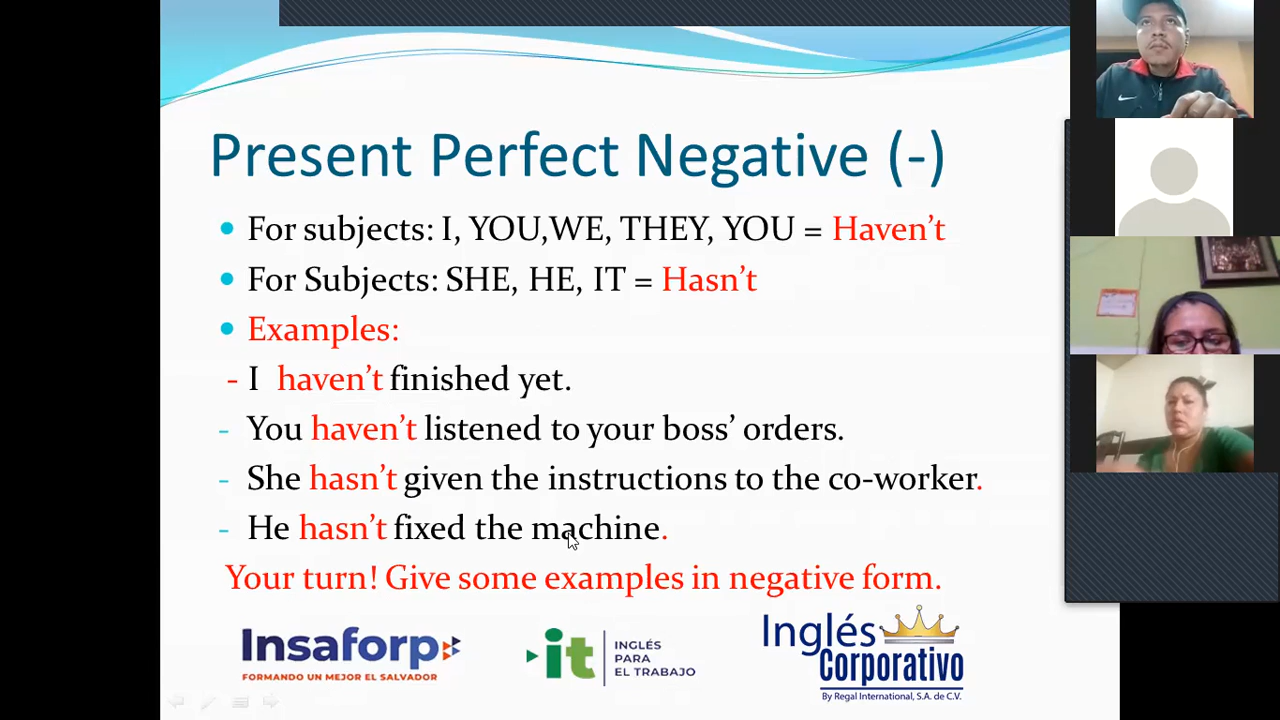 Present Perfect Negative (-)
• For subjects: I, YOU,WE, THEY, YOU = Haven’t
• For Subjects: SHE, HE, IT = Hasn’t
• Examples:
- I haven’t finished yet.
- You haven’t listened to your boss’ orders.
- She hasn’t given the instructions to the co-worker.
- He hasn’t fixed the machine.
Your turn! Give some examples in negative form.
Insaforp
FORMANDO UN MEJOR EL SALVADOR
it
INGLÉS
PARA
EL TRABAJO
Inglés
Corporativo
By Regal International, S.A. de C.V.